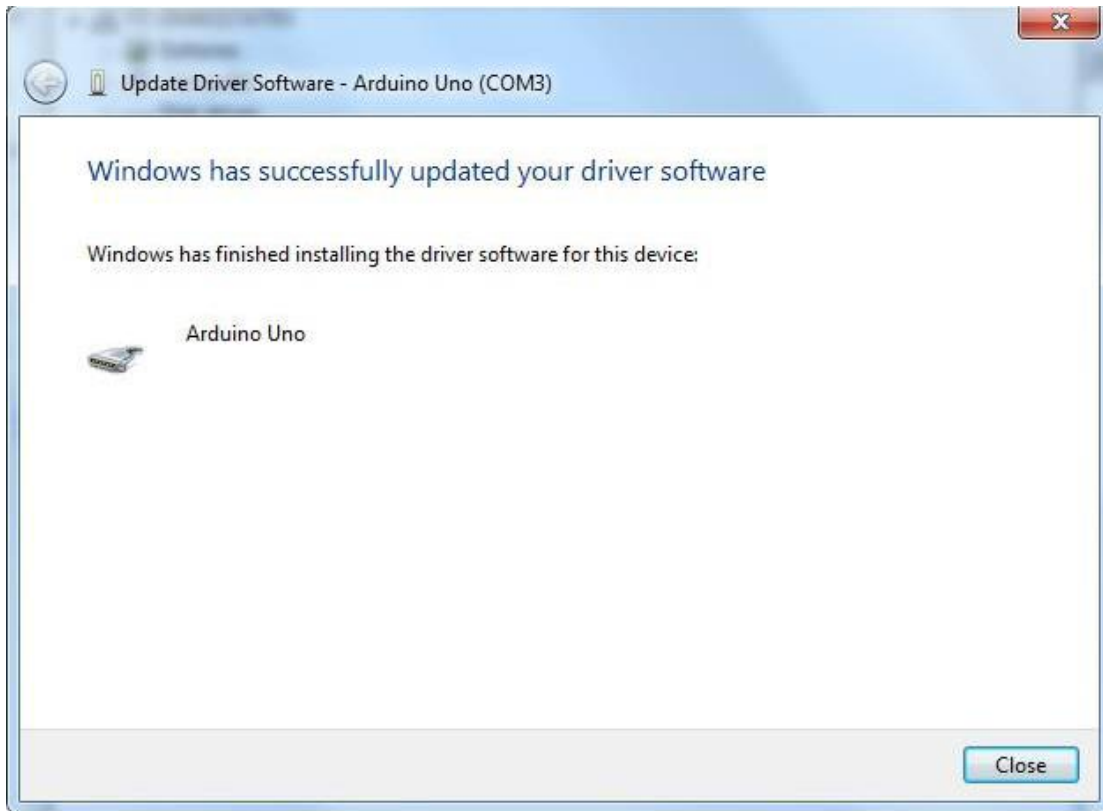 Update Driver Software - Arduino Uno (COM3)
Windows has successfully updated your driver software
Windows has finished installing the driver software for this device:
Arduino Uno
Close